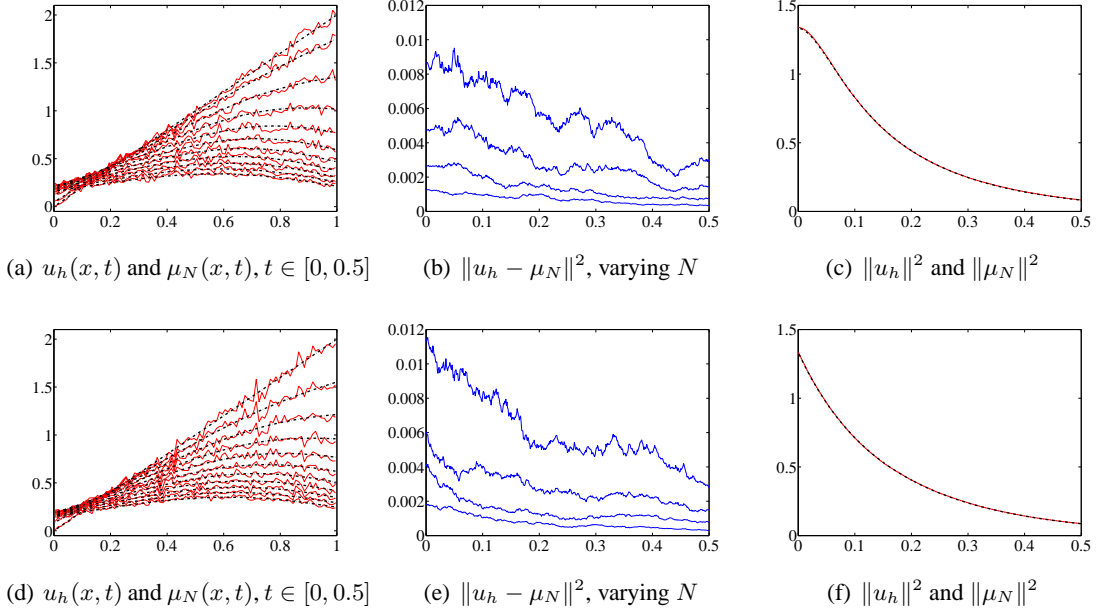 2
1.5
1
0.5
0
0 0.2 0.4 0.6 0.8 1
0.012
0.01
0.008
0.006
0.004
0.002
0
0 0.1 0.2 0.3 0.4 0.5
1.5
1
0.5
0
0 0.1 0.2 0.3 0.4 0.5
(a) u_h(x, t) and μ_N(x, t), t ∈ [0, 0.5]
(b) ‖u_h − μ_N‖², varying N
(c) ‖u_h‖² and ‖μ_N‖²
2
1.5
1
0.5
0
0 0.2 0.4 0.6 0.8 1
0.012
0.01
0.008
0.006
0.004
0.002
0
0 0.1 0.2 0.3 0.4 0.5
1.5
1
0.5
0
0 0.1 0.2 0.3 0.4 0.5
(d) u_h(x, t) and μ_N(x, t), t ∈ [0, 0.5]
(e) ‖u_h − μ_N‖², varying N
(f) ‖u_h‖² and ‖μ_N‖²